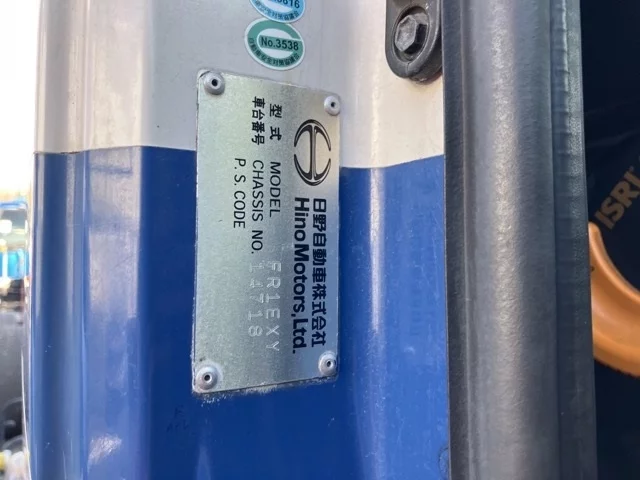 No.3538
日野自動車株式会社
Hino Motors, Ltd.
型式 MODEL FR1EXY
車台番号 CHASSIS NO. 14718
P.S.CODE
ISRI